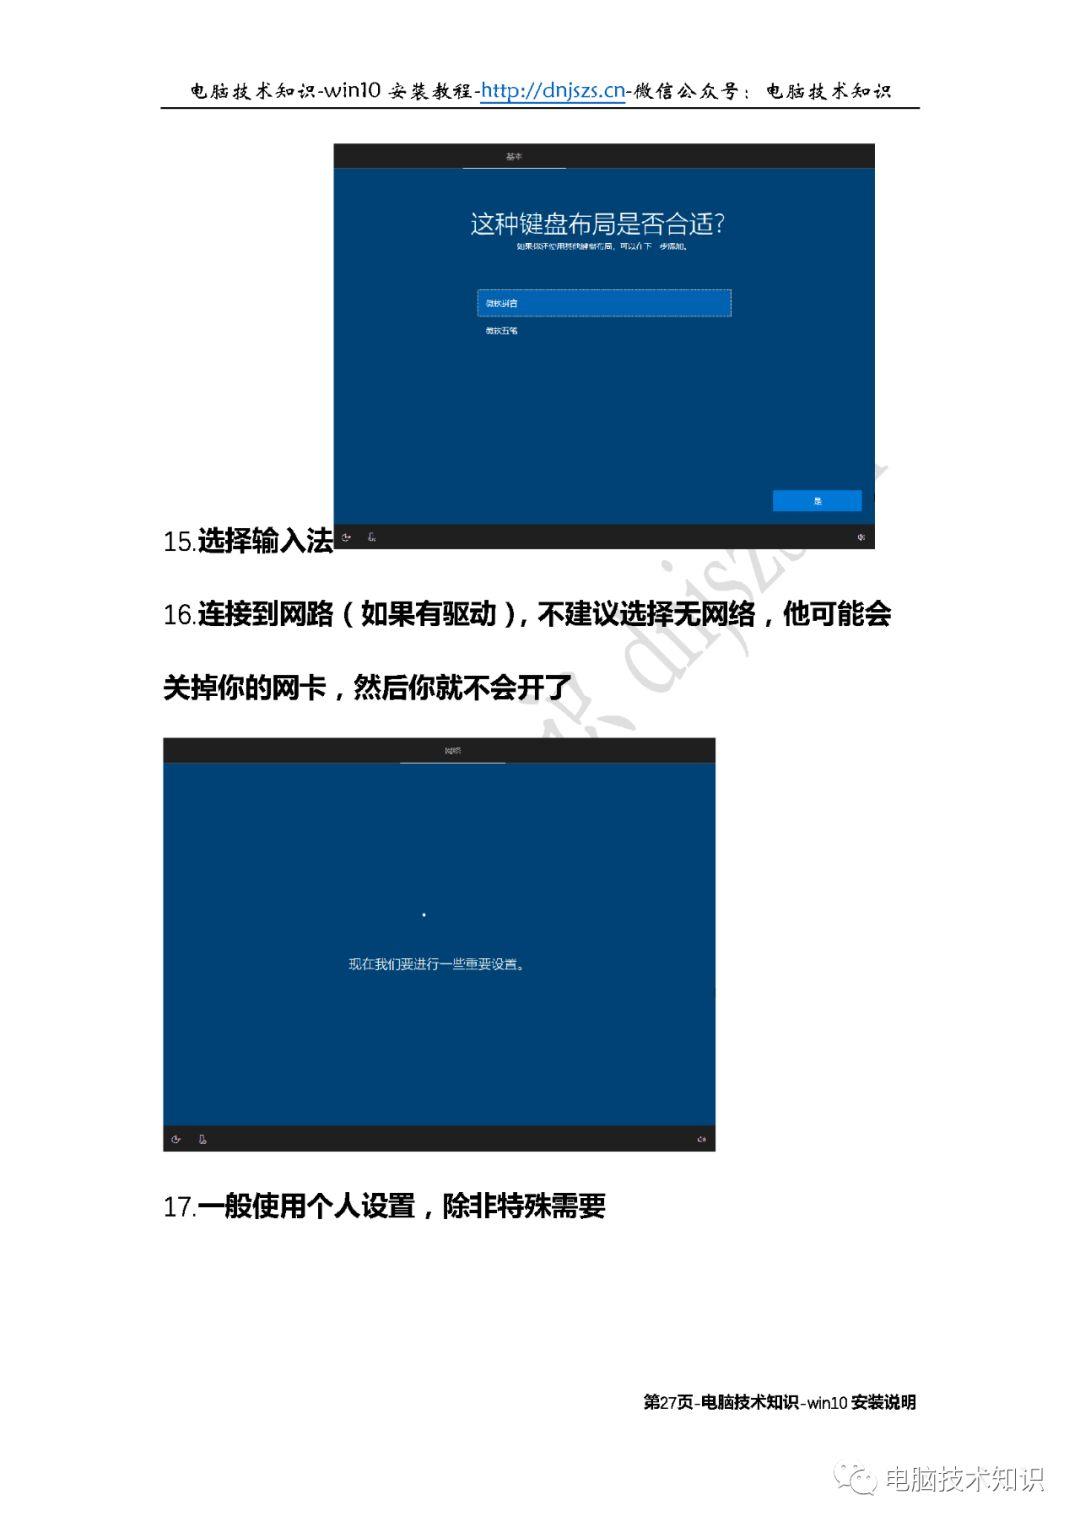 电脑技术知识-win10 安装教程-http://dnjszs.cn-微信公众号：电脑技术知识
基本
这种键盘布局是否合适?
如果你还使用其他键盘布局，可以在下一步添加。
微软拼音
微软五笔
是
15.选择输入法
16.连接到网路（如果有驱动），不建议选择无网络，他可能会
关掉你的网卡，然后你就不会开了
网络
现在我们要进行一些重要设置。
17.一般使用个人设置，除非特殊需要
第27页-电脑技术知识-win10 安装说明
电脑技术知识